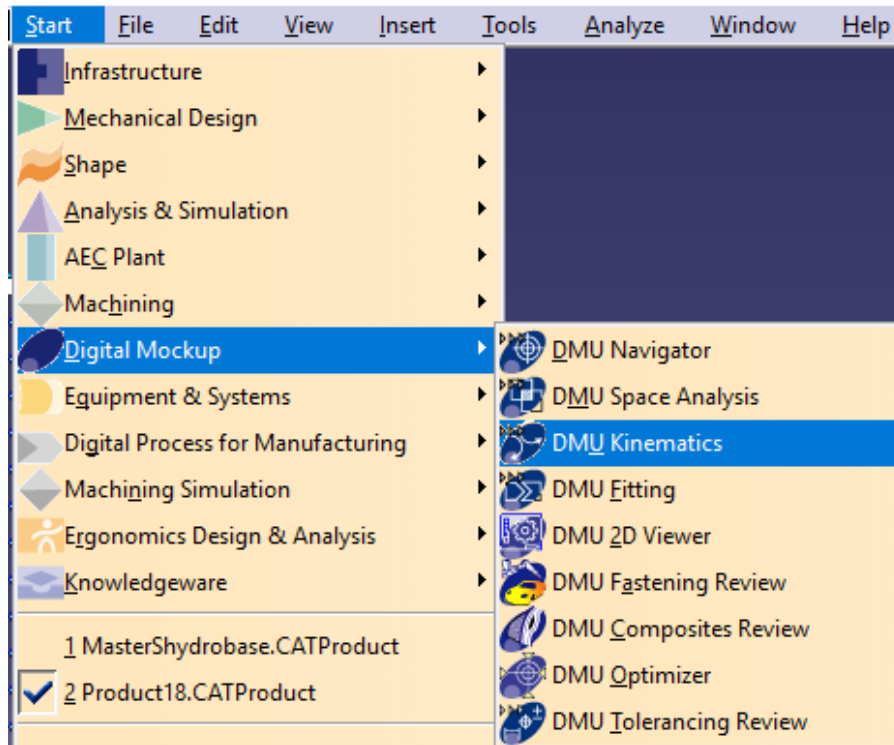 Start File Edit View Insert Tools Analyze Window Help
Infrastructure
Mechanical Design
Shape
Analysis & Simulation
AEC Plant
Machining
Digital Mockup
Equipment & Systems
Digital Process for Manufacturing
Machining Simulation
Ergonomics Design & Analysis
Knowledgeware
1 MasterShydrobase.CATProduct
2 Product18.CATProduct
DMU Navigator
DMU Space Analysis
DMU Kinematics
DMU Fitting
DMU 2D Viewer
DMU Fastening Review
DMU Composites Review
DMU Optimizer
DMU Tolerancing Review